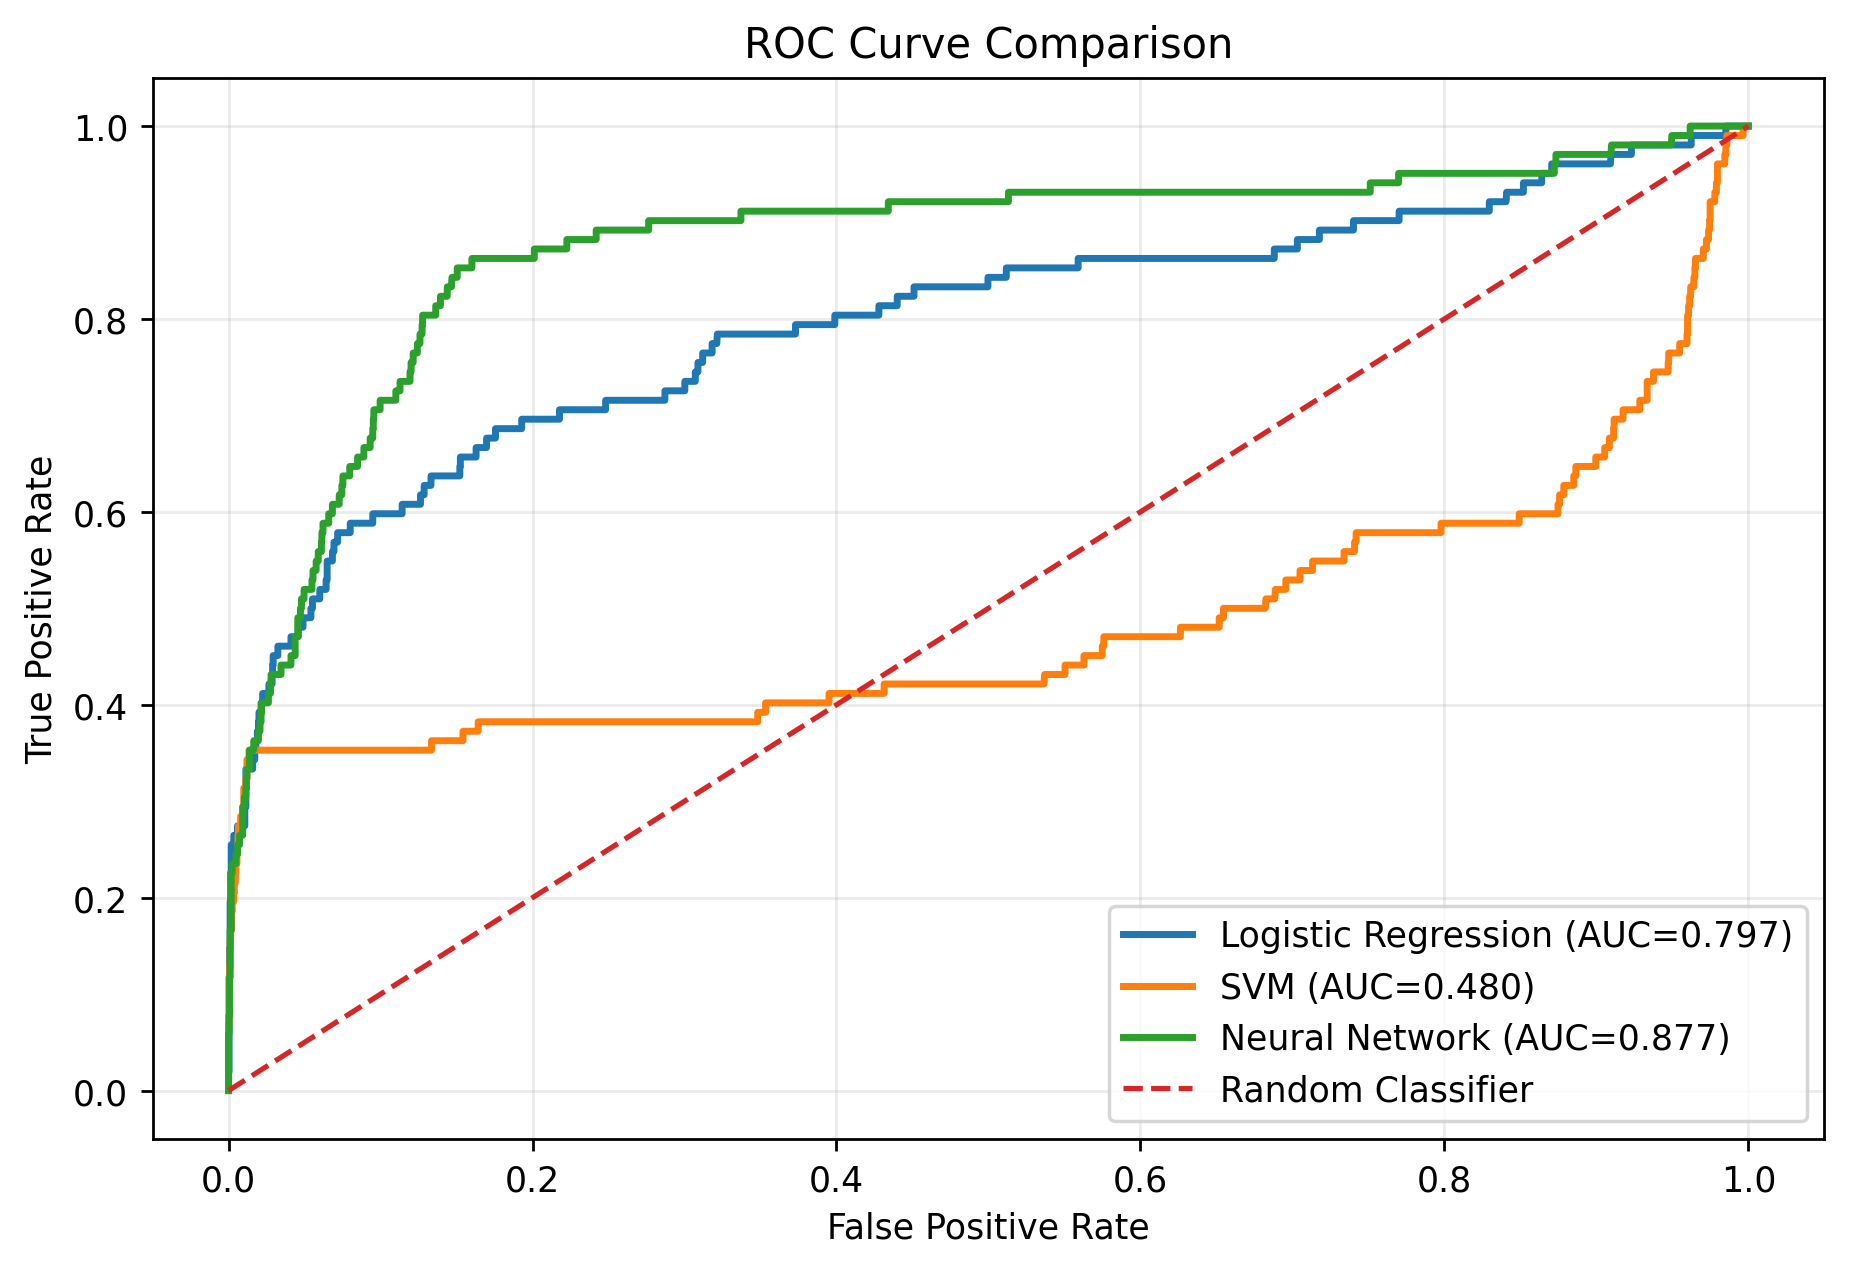 ROC Curve Comparison
True Positive Rate
1.0
0.8
0.6
0.4
0.2
0.0
Logistic Regression (AUC=0.797)
SVM (AUC=0.480)
Neural Network (AUC=0.877)
Random Classifier
0.0 0.2 0.4 0.6 0.8 1.0
False Positive Rate